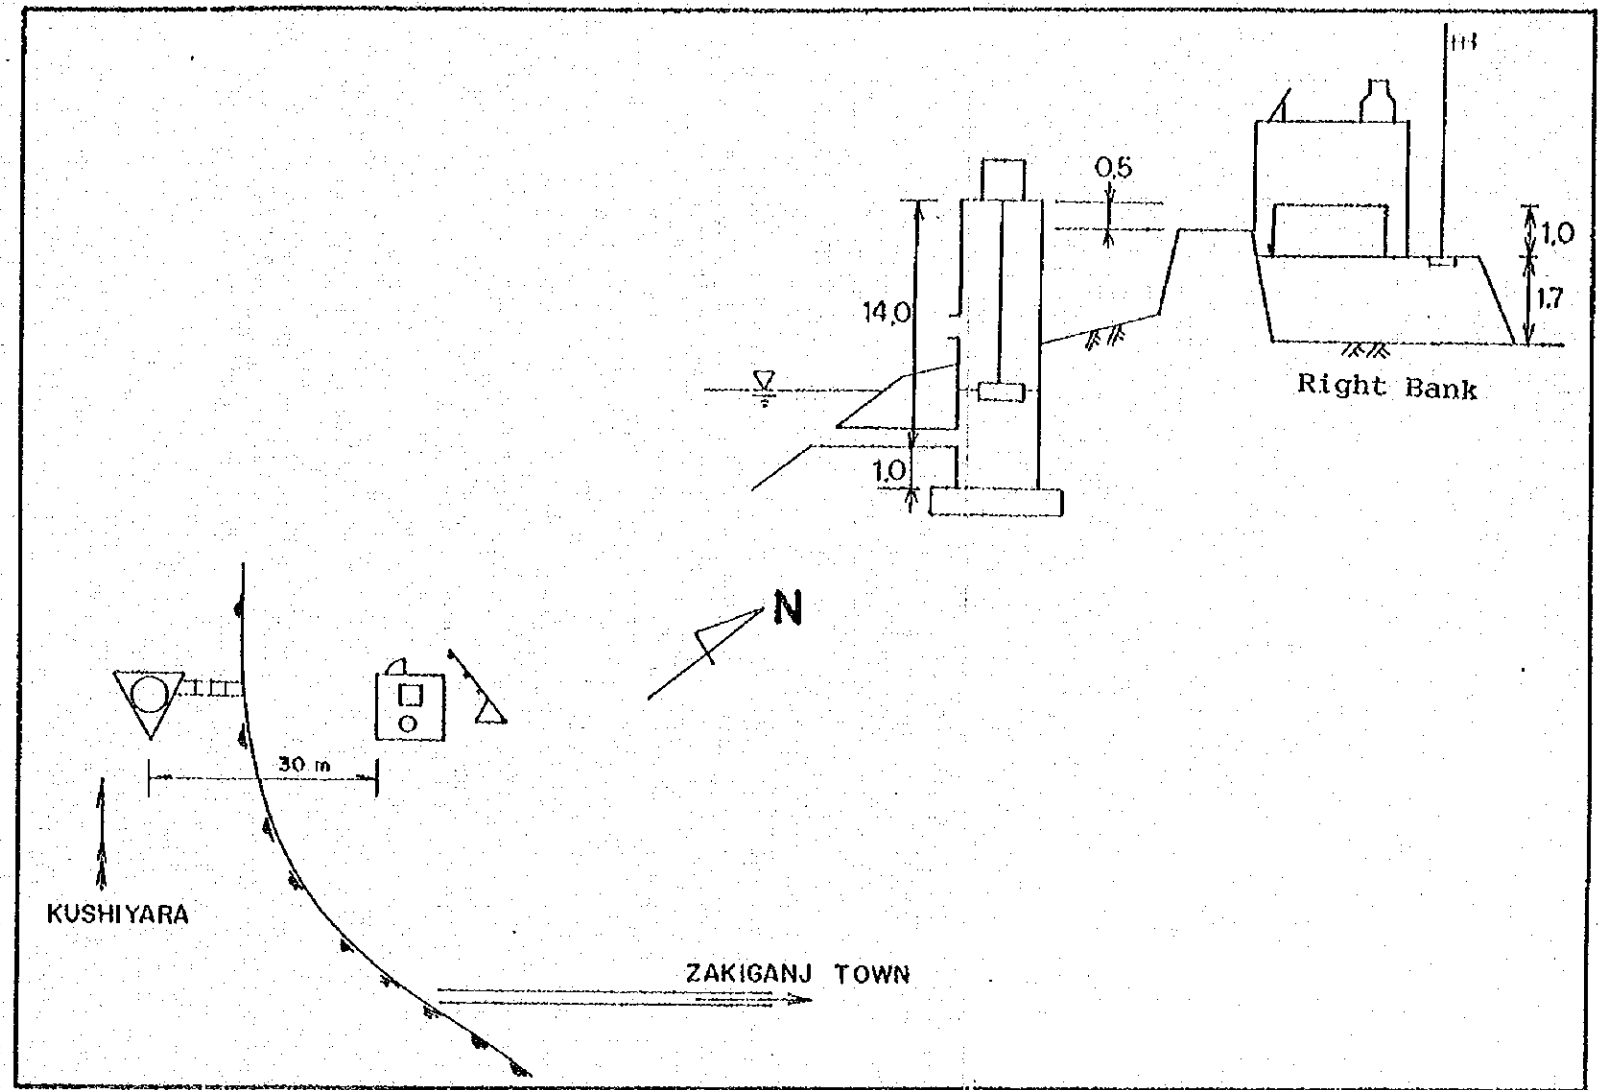 0,5
1,0
14,0
1,7
Right Bank
1,0
N
30 m
KUSHIYARA
ZAKIGANJ TOWN